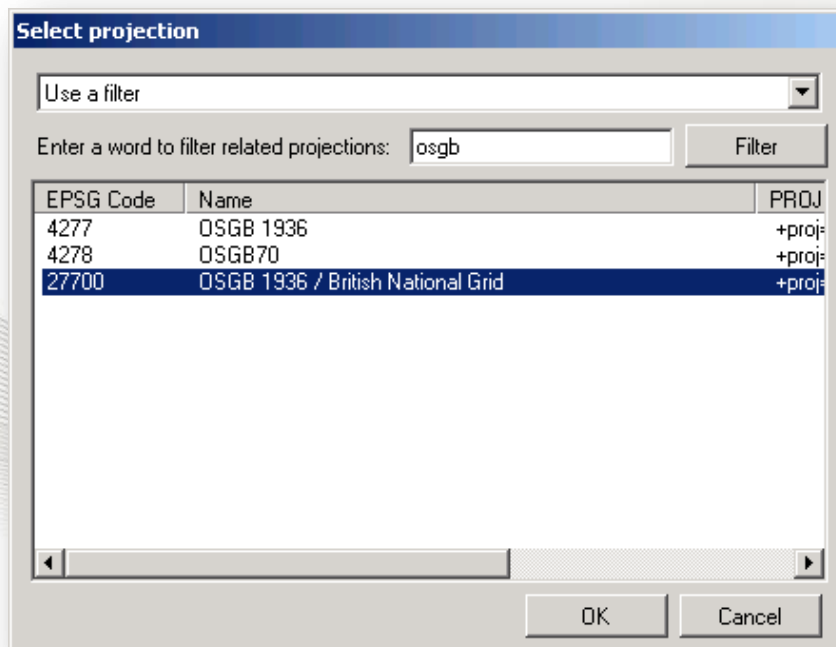 Select projection
Use a filter
Enter a word to filter related projections: osgb Filter
EPSG Code Name PROJ
4277 OSGB 1936 +proj=
4278 OSGB70 +proj=
27700 OSGB 1936 / British National Grid +proj=
OK Cancel